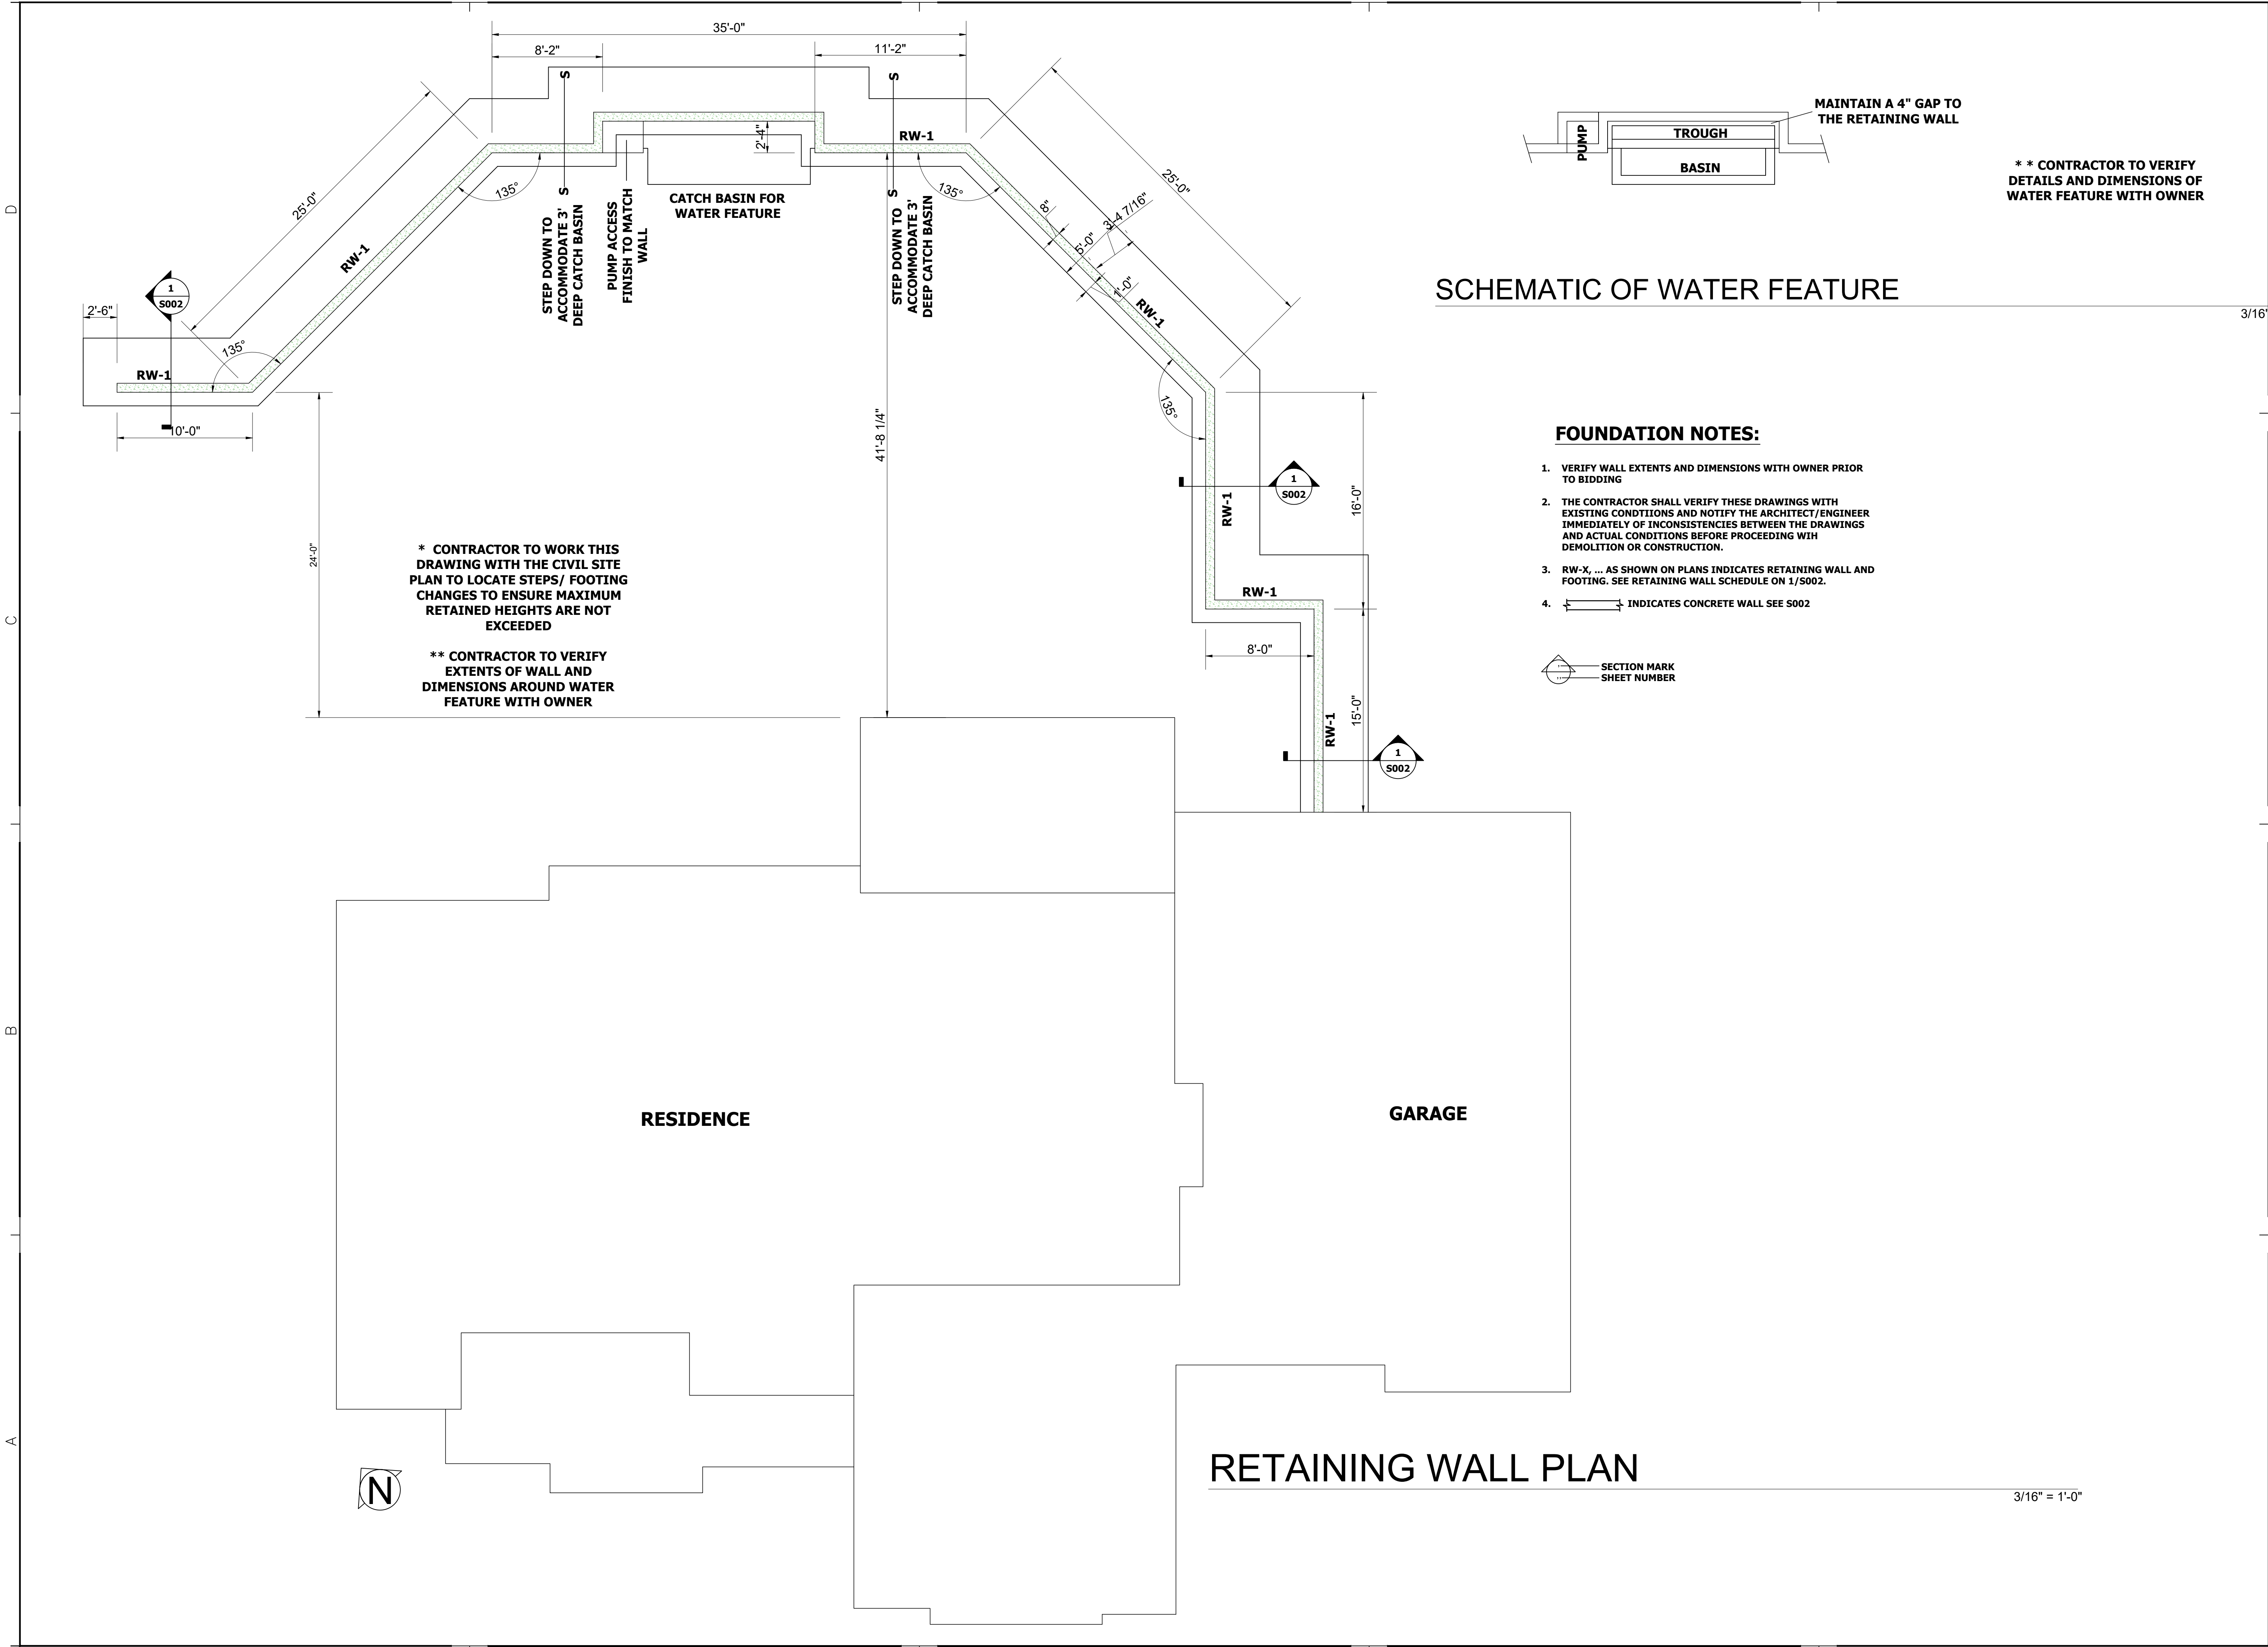 35'-0"
8'-2"
11'-2"
S
S
25'-0"
RW-1
135°
2'-4"
RW-1
135°
S
S
STEP DOWN TO
ACCOMMODATE 3'
DEEP CATCH BASIN
PUMP ACCESS
FINISH TO MATCH
WALL
CATCH BASIN FOR
WATER FEATURE
STEP DOWN TO
ACCOMMODATE 3'
DEEP CATCH BASIN
25'-0"
8"
5'-0"
3'-4 7/16"
1'-0"
RW-1
1
S002
2'-6"
135°
RW-1
10'-0"
24'-0"
41'-8 1/4"
135°
1
S002
RW-1
16'-0"
RW-1
8'-0"
15'-0"
RW-1
1
S002
* CONTRACTOR TO WORK THIS
DRAWING WITH THE CIVIL SITE
PLAN TO LOCATE STEPS/ FOOTING
CHANGES TO ENSURE MAXIMUM
RETAINED HEIGHTS ARE NOT
EXCEEDED
** CONTRACTOR TO VERIFY
EXTENTS OF WALL AND
DIMENSIONS AROUND WATER
FEATURE WITH OWNER
MAINTAIN A 4" GAP TO
THE RETAINING WALL
PUMP
TROUGH
BASIN
* * CONTRACTOR TO VERIFY
DETAILS AND DIMENSIONS OF
WATER FEATURE WITH OWNER
SCHEMATIC OF WATER FEATURE
3/16"
FOUNDATION NOTES:
1. VERIFY WALL EXTENTS AND DIMENSIONS WITH OWNER PRIOR
TO BIDDING
2. THE CONTRACTOR SHALL VERIFY THESE DRAWINGS WITH
EXISTING CONDTIIONS AND NOTIFY THE ARCHITECT/ENGINEER
IMMEDIATELY OF INCONSISTENCIES BETWEEN THE DRAWINGS
AND ACTUAL CONDITIONS BEFORE PROCEEDING WIH
DEMOLITION OR CONSTRUCTION.
3. RW-X, ... AS SHOWN ON PLANS INDICATES RETAINING WALL AND
FOOTING. SEE RETAINING WALL SCHEDULE ON 1/S002.
4. INDICATES CONCRETE WALL SEE S002
SECTION MARK
SHEET NUMBER
RESIDENCE
GARAGE
N
RETAINING WALL PLAN
3/16" = 1'-0"
D
C
B
A